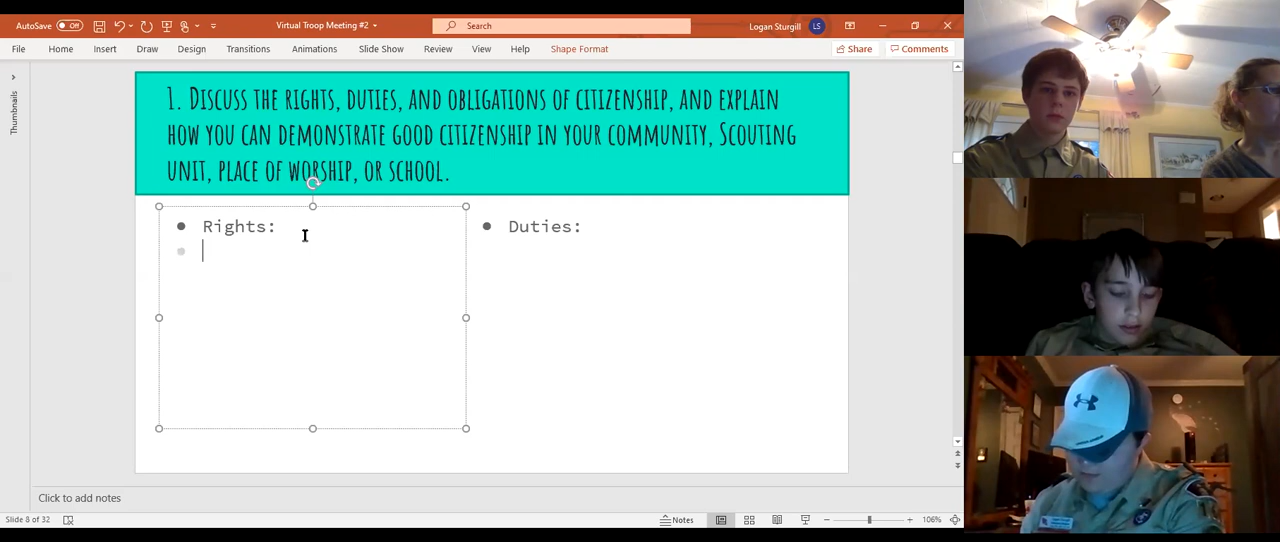 AutoSave Off Virtual Troop Meeting #2 Search Logan Sturgill LS
File Home Insert Draw Design Transitions Animations Slide Show Review View Help Shape Format Share Comments
Thumbnails
1. Discuss the rights, duties, and obligations of citizenship, and explain
how you can demonstrate good citizenship in your community, Scouting
unit, place of worship, or school.
Rights:
Duties:
Click to add notes
Slide 8 of 32 Notes 106%